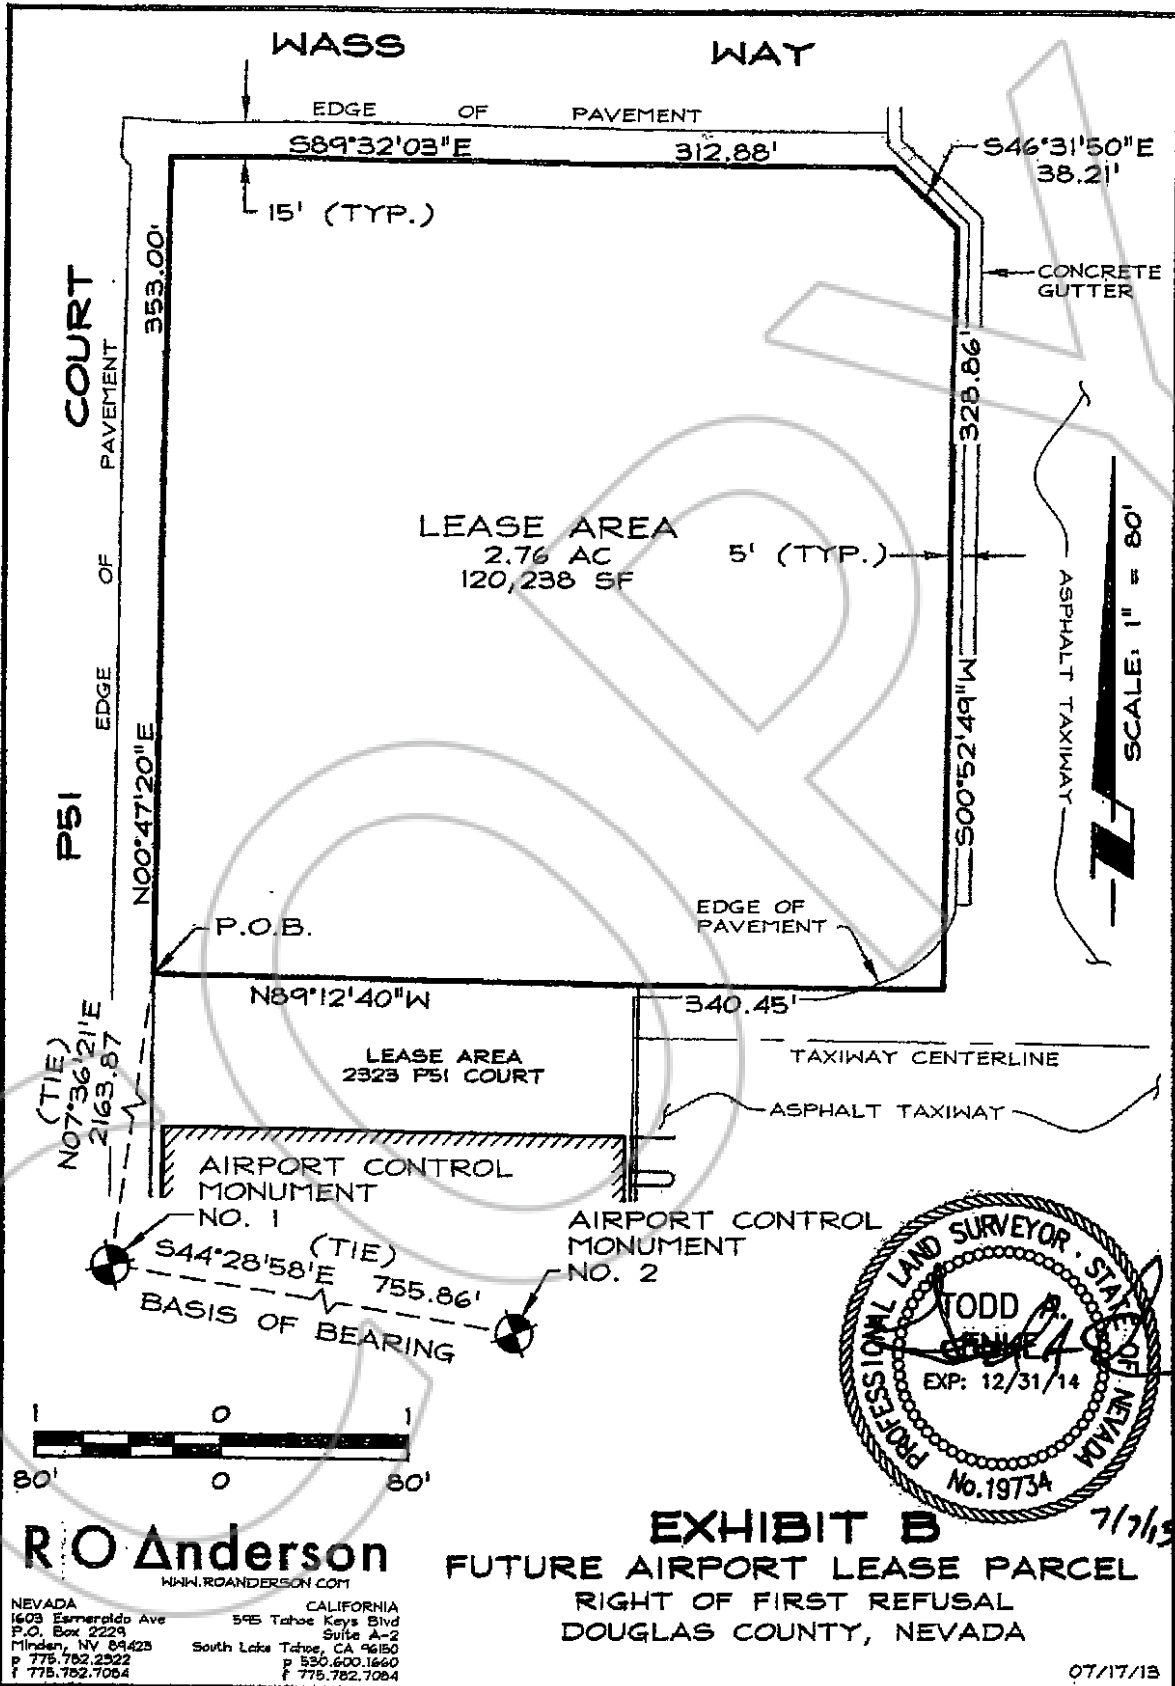 WASS WAY
EDGE OF PAVEMENT
S89°32'03"E 312.88'
S46°31'50"E
38.21'
15' (TYP.)
CONCRETE
GUTTER
353.00'
N00°47'20"E
P51 COURT
EDGE OF PAVEMENT
328.86'
S00°52'49"W
LEASE AREA
2.76 AC
120,238 SF
5' (TYP.)
ASPHALT TAXIWAY
SCALE: 1" = 80'
P.O.B.
EDGE OF
PAVEMENT
N89°12'40"W 340.45'
(TIE)
N07°36'21"E
2163.87
LEASE AREA
2323 P51 COURT
TAXIWAY CENTERLINE
ASPHALT TAXIWAY
AIRPORT CONTROL
MONUMENT
NO. 1
AIRPORT CONTROL
MONUMENT
NO. 2
(TIE)
S44°28'58"E 755.86'
BASIS OF BEARING
PROFESSIONAL LAND SURVEYOR · STATE OF NEVADA
TODD A.
EXP: 12/31/14
No. 19734
1 0 1
80' 0 80'
R O Anderson
WWW.ROANDERSON.COM
NEVADA
1603 Esmeralda Ave
P.O. Box 2229
Minden, NV 89423
p 775.782.2322
f 775.782.7084
CALIFORNIA
595 Tahoe Keys Blvd
Suite A-2
South Lake Tahoe, CA 96150
p 530.600.1660
f 775.782.7084
EXHIBIT B
FUTURE AIRPORT LEASE PARCEL
RIGHT OF FIRST REFUSAL
DOUGLAS COUNTY, NEVADA
07/17/13
COPY